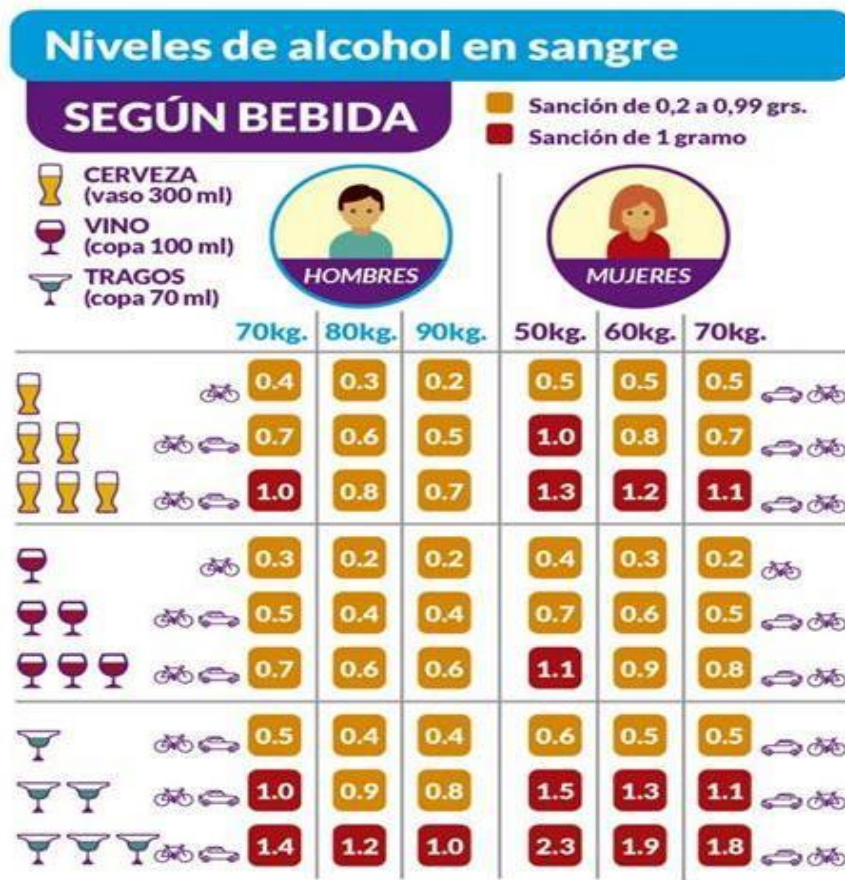 Niveles de alcohol en sangre
SEGÚN BEBIDA
Sanción de 0,2 a 0,99 grs.
Sanción de 1 gramo
CERVEZA
(vaso 300 ml)
VINO
(copa 100 ml)
TRAGOS
(copa 70 ml)
HOMBRES
MUJERES
70kg. 80kg. 90kg. 50kg. 60kg. 70kg.
0.4 0.3 0.2 0.5 0.5 0.5
0.7 0.6 0.5 1.0 0.8 0.7
1.0 0.8 0.7 1.3 1.2 1.1
0.3 0.2 0.2 0.4 0.3 0.2
0.5 0.4 0.4 0.7 0.6 0.5
0.7 0.6 0.6 1.1 0.9 0.8
0.5 0.4 0.4 0.6 0.5 0.5
1.0 0.9 0.8 1.5 1.3 1.1
1.4 1.2 1.0 2.3 1.9 1.8